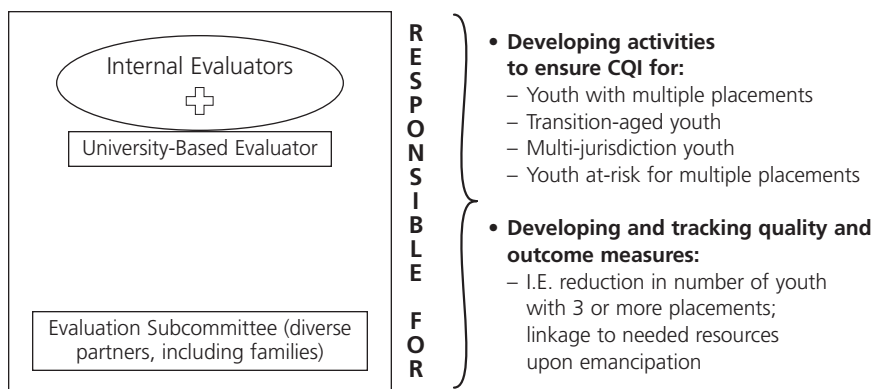 Internal Evaluators
University-Based Evaluator
Evaluation Subcommittee (diverse
partners, including families)
RESPONSIBLE FOR
• Developing activities
to ensure CQI for:
– Youth with multiple placements
– Transition-aged youth
– Multi-jurisdiction youth
– Youth at-risk for multiple placements
• Developing and tracking quality and
outcome measures:
– I.E. reduction in number of youth
with 3 or more placements;
linkage to needed resources
upon emancipation